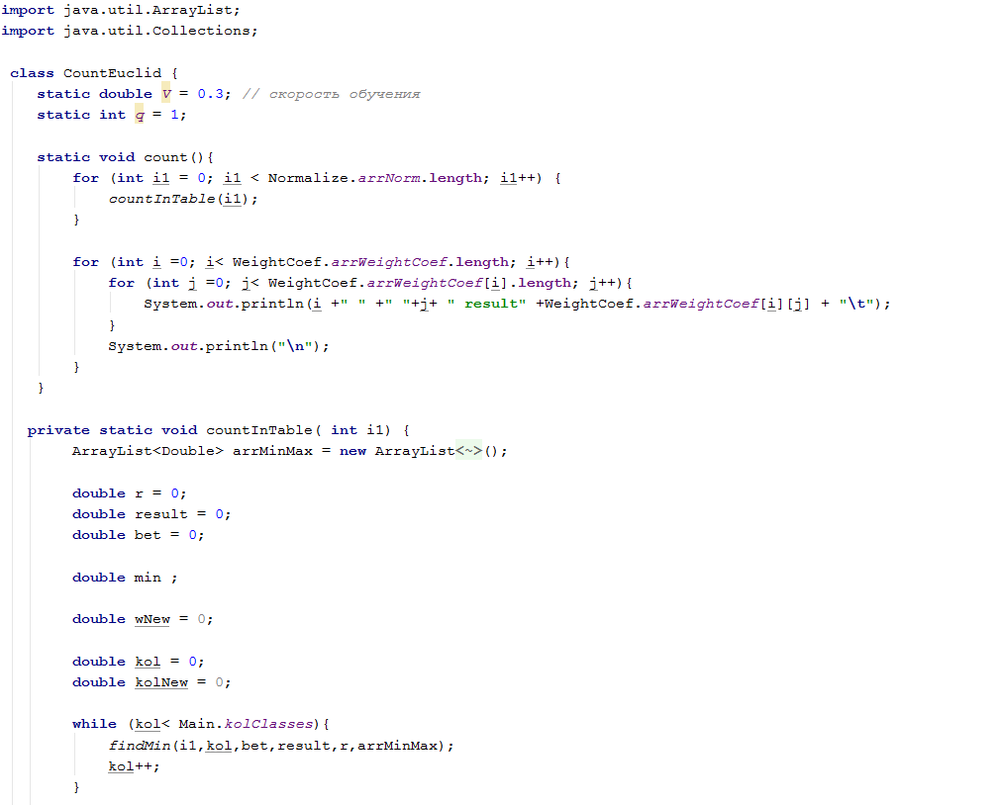 import java.util.ArrayList;
import java.util.Collections;
class CountEuclid {
static double V = 0.3; // скорость обучения
static int q = 1;
static void count(){
for (int i1 = 0; i1 < Normalize.arrNorm.length; i1++) {
countInTable(i1);
}
for (int i =0; i< WeightCoef.arrWeightCoef.length; i++){
for (int j =0; j< WeightCoef.arrWeightCoef[i].length; j++){
System.out.println(i +" " +" "+j+ " result" +WeightCoef.arrWeightCoef[i][j] + "\t");
}
System.out.println("\n");
}
}
private static void countInTable( int i1) {
ArrayList<Double> arrMinMax = new ArrayList<~>();
double r = 0;
double result = 0;
double bet = 0;
double min ;
double wNew = 0;
double kol = 0;
double kolNew = 0;
while (kol< Main.kolClasses){
findMin(i1,kol,bet,result,r,arrMinMax);
kol++;
}